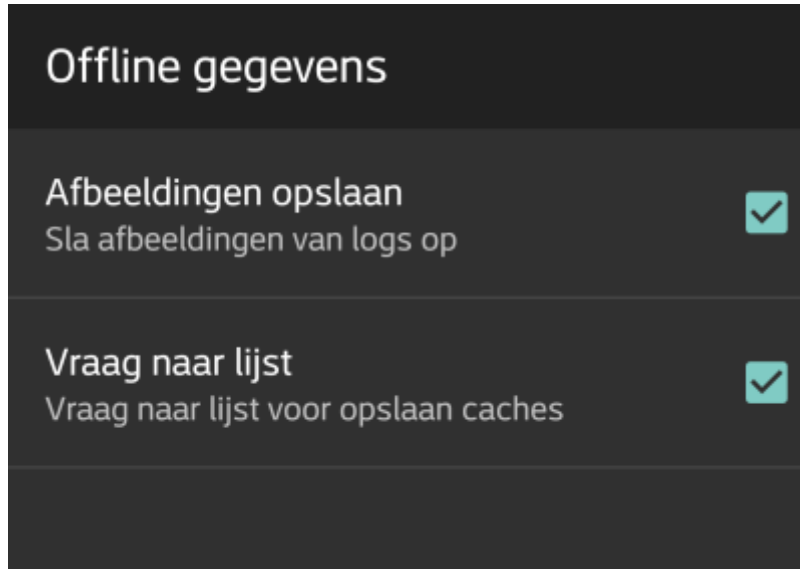 Offline gegevens
Afbeeldingen opslaan
Sla afbeeldingen van logs op
Vraag naar lijst
Vraag naar lijst voor opslaan caches